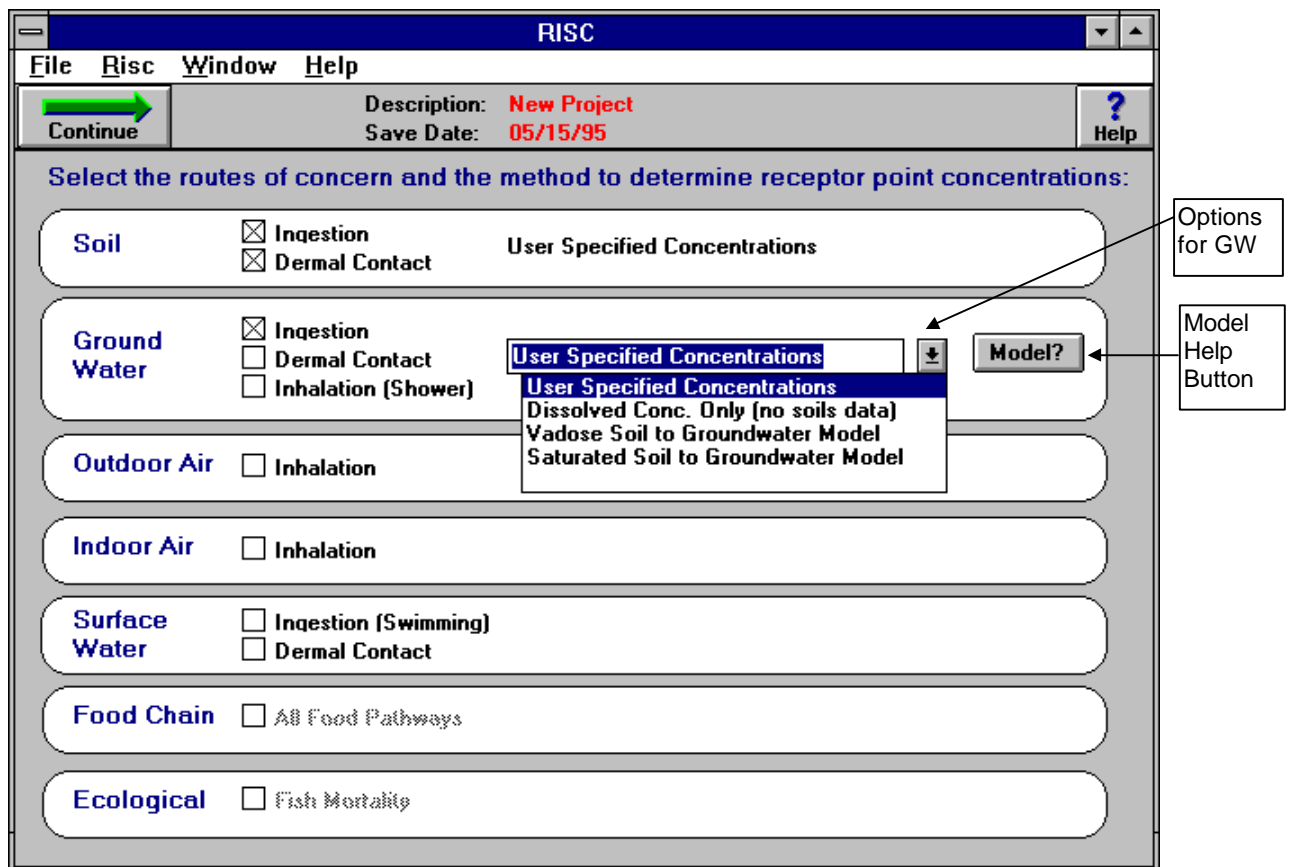 RISC
File Risc Window Help
Continue
Description: New Project
Save Date: 05/15/95
? Help
Select the routes of concern and the method to determine receptor point concentrations:
Soil
Ingestion
Dermal Contact
User Specified Concentrations
Options
for GW
Ground
Water
Ingestion
Dermal Contact
Inhalation (Shower)
User Specified Concentrations
User Specified Concentrations
Dissolved Conc. Only (no soils data)
Vadose Soil to Groundwater Model
Saturated Soil to Groundwater Model
Model?
Model
Help
Button
Outdoor Air
Inhalation
Indoor Air
Inhalation
Surface
Water
Ingestion (Swimming)
Dermal Contact
Food Chain
All Food Pathways
Ecological
Fish Mortality